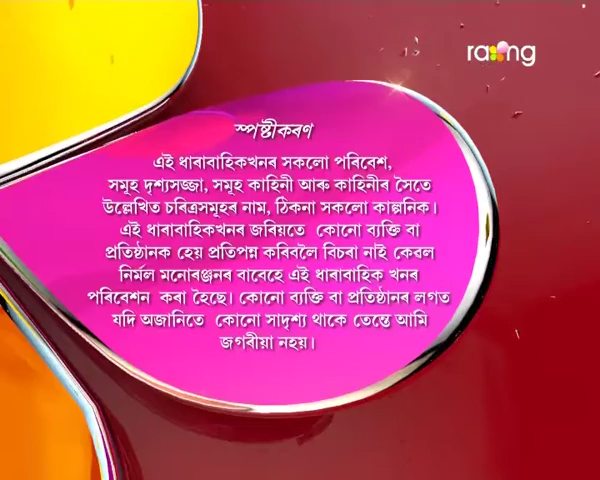 rang
স্পষ্টীকৰণ
এই ধাৰাবাহিকখনৰ সকলো পৰিবেশ,
সমূহ দৃশ্যসজ্জা, সমূহ কাহিনী আৰু কাহিনীৰ সৈতে
উল্লেখিত চৰিত্ৰসমূহৰ নাম, ঠিকনা সকলো কাল্পনিক।
এই ধাৰাবাহিকখনৰ জৰিয়তে কোনো ব্যক্তি বা
প্ৰতিষ্ঠানক হেয় প্ৰতিপন্ন কৰিবলৈ বিচৰা নাই কেৱল
নিৰ্মল মনোৰঞ্জনৰ বাবেহে এই ধাৰাবাহিক খনৰ
পৰিবেশন কৰা হৈছে। কোনো ব্যক্তি বা প্ৰতিষ্ঠানৰ লগত
যদি অজানিতে কোনো সাদৃশ্য থাকে তেন্তে আমি
জগৰীয়া নহয়।